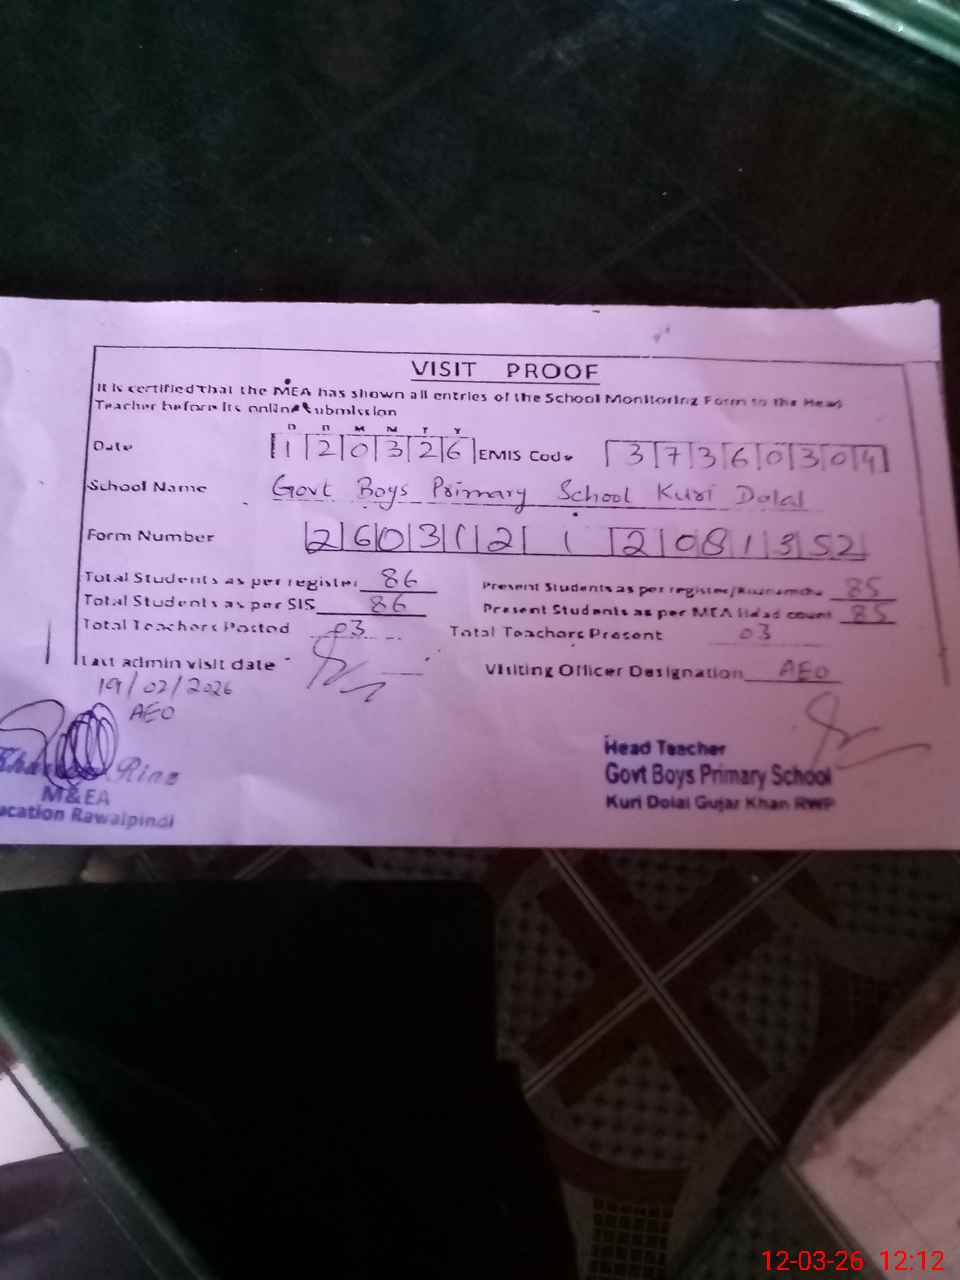 VISIT PROOF
It is certified that the MEA has shown all entries of the School Monitoring Form to the Head
Teacher before its online submission
D D M M Y Y
Date 1 2 0 3 2 6 EMIS Code 3 7 3 6 0 3 0 4
School Name Govt Boys Primary School Kuri Dolal
Form Number 2 6 0 3 1 2 1 2 0 8 1 3 5 2
Total Students as per register 86 Present Students as per register/ 85
Total Students as per SIS 86 Present Students as per MEA Head count 85
Total Teachers Posted 03 Total Teachers Present 03
Last admin visit date Visiting Officer Designation AEO
19/02/2026
AEO
Head Teacher
Govt Boys Primary School
Kuri Dolal Gujar Khan RWP
M&EA
Rawalpindi
12-03-26 12:12